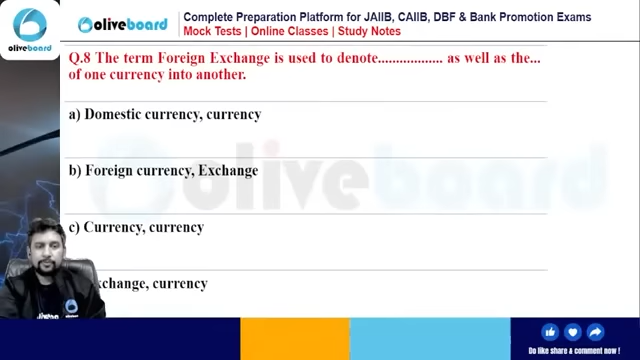 oliveboard
oliveboard
Complete Preparation Platform for JAIIB, CAIIB, DBF & Bank Promotion Exams
Mock Tests | Online Classes | Study Notes
Q.8 The term Foreign Exchange is used to denote.................. as well as the...
of one currency into another.
a) Domestic currency, currency
b) Foreign currency, Exchange
c) Currency, currency
xchange, currency
oliveboard
Do like share & comment now !